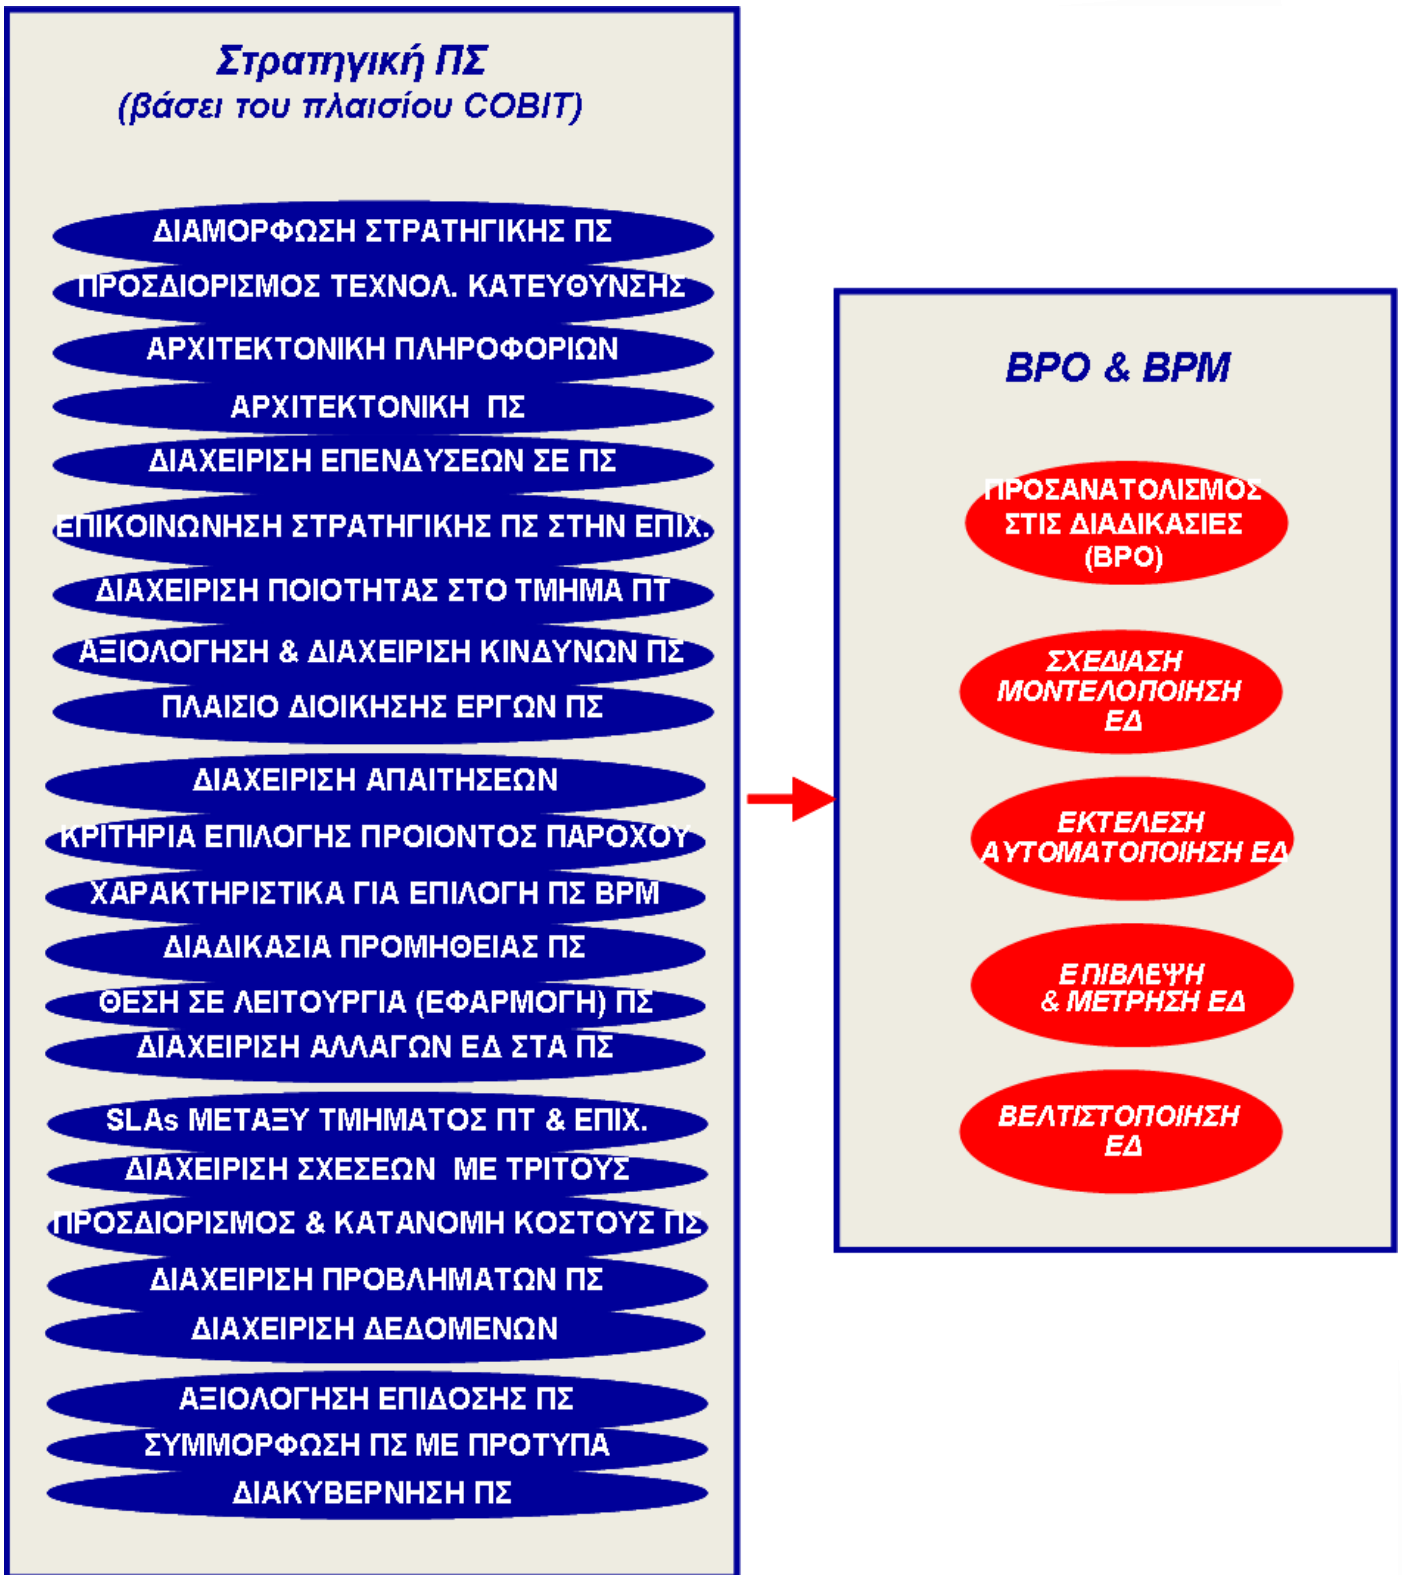 Στρατηγική ΠΣ
(βάσει του πλαισίου COBIT)
ΔΙΑΜΟΡΦΩΣΗ ΣΤΡΑΤΗΓΙΚΗΣ ΠΣ
ΠΡΟΣΔΙΟΡΙΣΜΟΣ ΤΕΧΝΟΛ. ΚΑΤΕΥΘΥΝΣΗΣ
ΑΡΧΙΤΕΚΤΟΝΙΚΗ ΠΛΗΡΟΦΟΡΙΩΝ
ΑΡΧΙΤΕΚΤΟΝΙΚΗ ΠΣ
ΔΙΑΧΕΙΡΙΣΗ ΕΠΕΝΔΥΣΕΩΝ ΣΕ ΠΣ
ΕΠΙΚΟΙΝΩΝΗΣΗ ΣΤΡΑΤΗΓΙΚΗΣ ΠΣ ΣΤΗΝ ΕΠΙΧ.
ΔΙΑΧΕΙΡΙΣΗ ΠΟΙΟΤΗΤΑΣ ΣΤΟ ΤΜΗΜΑ ΠΤ
ΑΞΙΟΛΟΓΗΣΗ & ΔΙΑΧΕΙΡΙΣΗ ΚΙΝΔΥΝΩΝ ΠΣ
ΠΛΑΙΣΙΟ ΔΙΟΙΚΗΣΗΣ ΕΡΓΩΝ ΠΣ
ΔΙΑΧΕΙΡΙΣΗ ΑΠΑΙΤΗΣΕΩΝ
ΚΡΙΤΗΡΙΑ ΕΠΙΛΟΓΗΣ ΠΡΟΙΟΝΤΟΣ ΠΑΡΟΧΟΥ
ΧΑΡΑΚΤΗΡΙΣΤΙΚΑ ΓΙΑ ΕΠΙΛΟΓΗ ΠΣ BPM
ΔΙΑΔΙΚΑΣΙΑ ΠΡΟΜΗΘΕΙΑΣ ΠΣ
ΘΕΣΗ ΣΕ ΛΕΙΤΟΥΡΓΙΑ (ΕΦΑΡΜΟΓΗ) ΠΣ
ΔΙΑΧΕΙΡΙΣΗ ΑΛΛΑΓΩΝ ΕΔ ΣΤΑ ΠΣ
SLAs ΜΕΤΑΞΥ ΤΜΗΜΑΤΟΣ ΠΤ & ΕΠΙΧ.
ΔΙΑΧΕΙΡΙΣΗ ΣΧΕΣΕΩΝ ΜΕ ΤΡΙΤΟΥΣ
ΠΡΟΣΔΙΟΡΙΣΜΟΣ & ΚΑΤΑΝΟΜΗ ΚΟΣΤΟΥΣ ΠΣ
ΔΙΑΧΕΙΡΙΣΗ ΠΡΟΒΛΗΜΑΤΩΝ ΠΣ
ΔΙΑΧΕΙΡΙΣΗ ΔΕΔΟΜΕΝΩΝ
ΑΞΙΟΛΟΓΗΣΗ ΕΠΙΔΟΣΗΣ ΠΣ
ΣΥΜΜΟΡΦΩΣΗ ΠΣ ΜΕ ΠΡΟΤΥΠΑ
ΔΙΑΚΥΒΕΡΝΗΣΗ ΠΣ
BPO & BPM
ΠΡΟΣΑΝΑΤΟΛΙΣΜΟΣ
ΣΤΙΣ ΔΙΑΔΙΚΑΣΙΕΣ
(BPO)
ΣΧΕΔΙΑΣΗ
ΜΟΝΤΕΛΟΠΟΙΗΣΗ
ΕΔ
ΕΚΤΕΛΕΣΗ
ΑΥΤΟΜΑΤΟΠΟΙΗΣΗ ΕΔ
ΕΠΙΒΛΕΨΗ
& ΜΕΤΡΗΣΗ ΕΔ
ΒΕΛΤΙΣΤΟΠΟΙΗΣΗ
ΕΔ